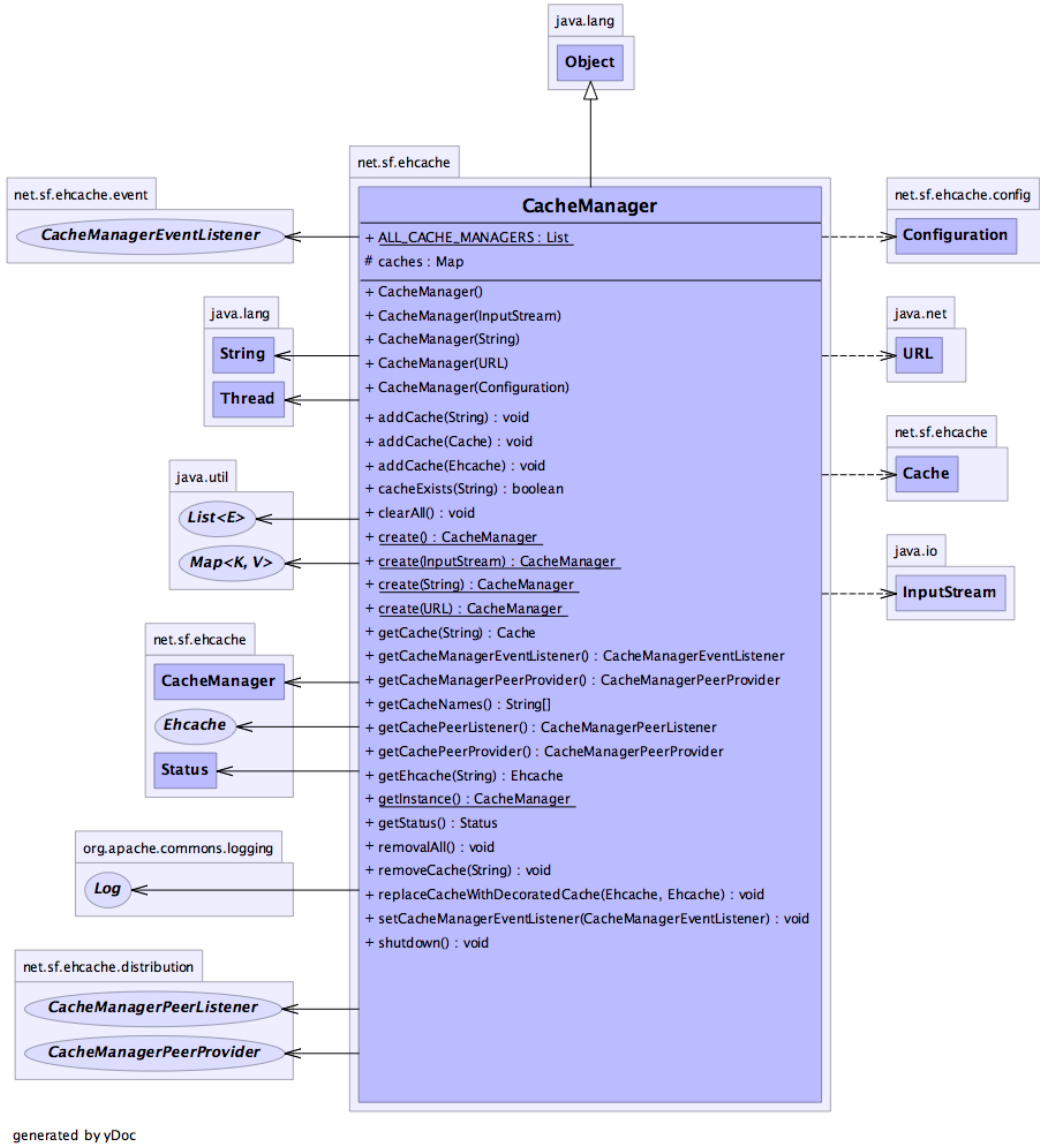 java.lang
Object
net.sf.ehcache
CacheManager
+ ALL_CACHE_MANAGERS : List
# caches : Map
+ CacheManager()
+ CacheManager(InputStream)
+ CacheManager(String)
+ CacheManager(URL)
+ CacheManager(Configuration)
+ addCache(String) : void
+ addCache(Cache) : void
+ addCache(Ehcache) : void
+ cacheExists(String) : boolean
+ clearAll() : void
+ create() : CacheManager
+ create(InputStream) : CacheManager
+ create(String) : CacheManager
+ create(URL) : CacheManager
+ getCache(String) : Cache
+ getCacheManagerEventListener() : CacheManagerEventListener
+ getCacheManagerPeerProvider() : CacheManagerPeerProvider
+ getCacheNames() : String[]
+ getCachePeerListener() : CacheManagerPeerListener
+ getCachePeerProvider() : CacheManagerPeerProvider
+ getEhcache(String) : Ehcache
+ getInstance() : CacheManager
+ getStatus() : Status
+ removalAll() : void
+ removeCache(String) : void
+ replaceCacheWithDecoratedCache(Ehcache, Ehcache) : void
+ setCacheManagerEventListener(CacheManagerEventListener) : void
+ shutdown() : void
net.sf.ehcache.event
CacheManagerEventListener
java.lang
String
Thread
java.util
List<E>
Map<K, V>
net.sf.ehcache
CacheManager
Ehcache
Status
org.apache.commons.logging
Log
net.sf.ehcache.distribution
CacheManagerPeerListener
CacheManagerPeerProvider
net.sf.ehcache.config
Configuration
java.net
URL
net.sf.ehcache
Cache
java.io
InputStream
generated by yDoc